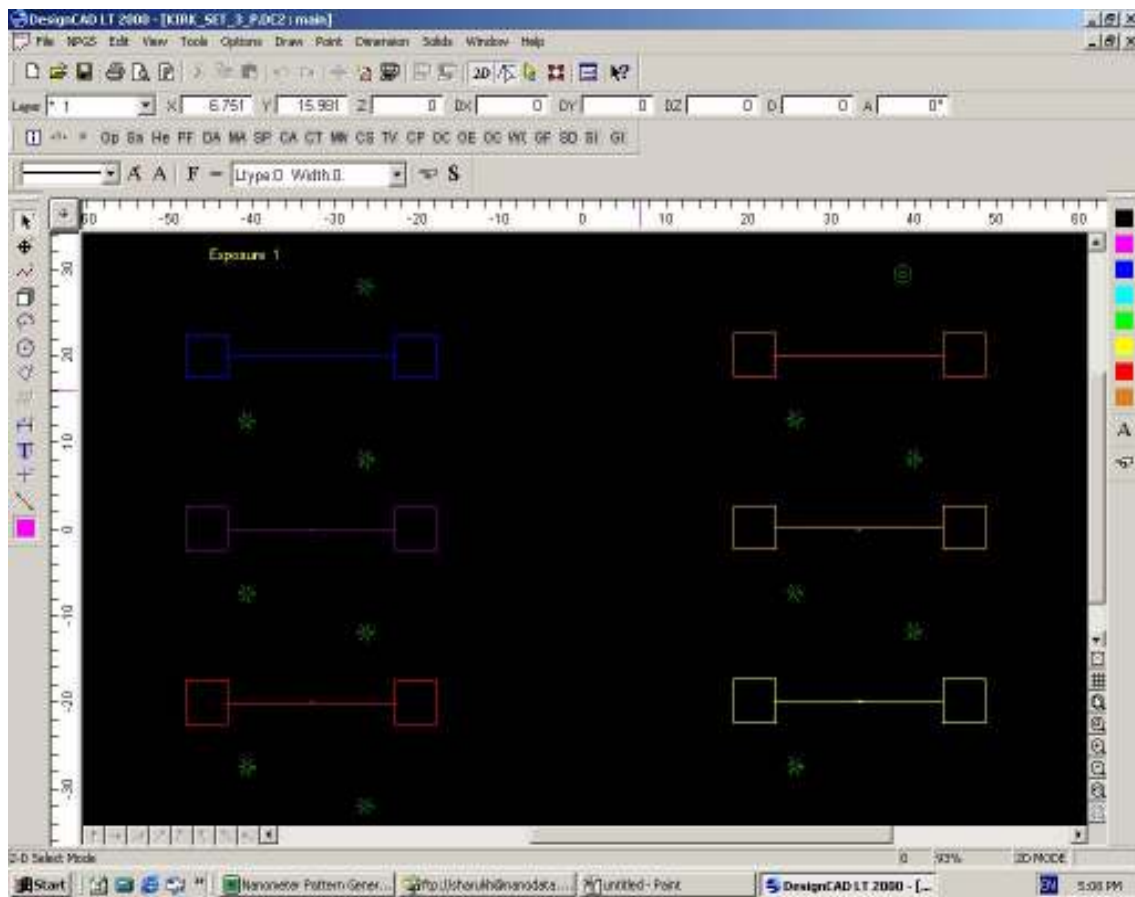 DesignCAD LT 2000 - [KIRK_SET_3_P.DC2 : main]
File NPGS Edit View Tools Options Draw Point Dimension Solids Window Help
2D
Layer * 1 X 6.751 Y 15.981 Z 0 DX 0 DY 0 DZ 0 D 0 A 0°
Op Sa He PF DA MA SP CA CT MW CS TV CP DC OE OC WC GF SD SI GI
A A F Ltype:0 Width:0 S
-50 -40 -30 -20 -10 0 10 20 30 40 50 60
30
20
10
0
-10
-20
-30
Exposure 1
T
A
2-D Select Mode 0 93% 2D MODE
Start Nanometer Pattern Gener... untitled - Paint DesignCAD LT 2000 - [... EN 5:08 PM